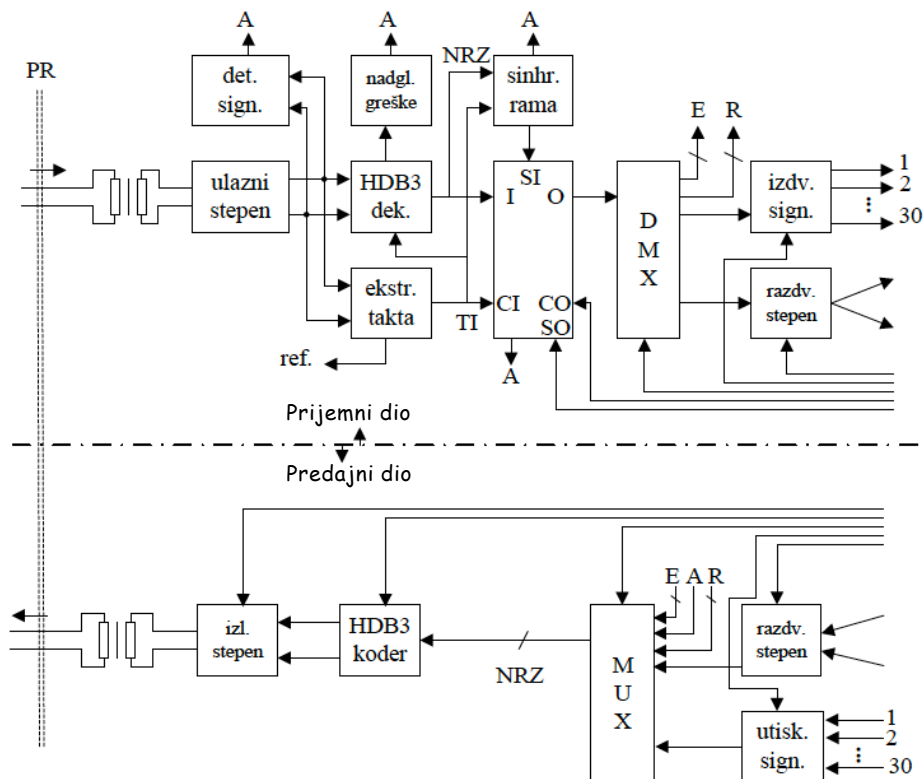 A
A
A
PR
NRZ
det.
sign.
nadgl.
greške
sinhr.
rama
E
R
ulazni
stepen
HDB3
dek.
SI
I
O
D
M
X
izdv.
sign.
1
2
⋮
30
ekstr.
takta
TI
CI
CO
SO
razdv.
stepen
ref.
A
Prijemni dio
Predajni dio
E A R
izl.
stepen
HDB3
koder
NRZ
M
U
X
razdv.
stepen
utisk.
sign.
1
2
⋮
30